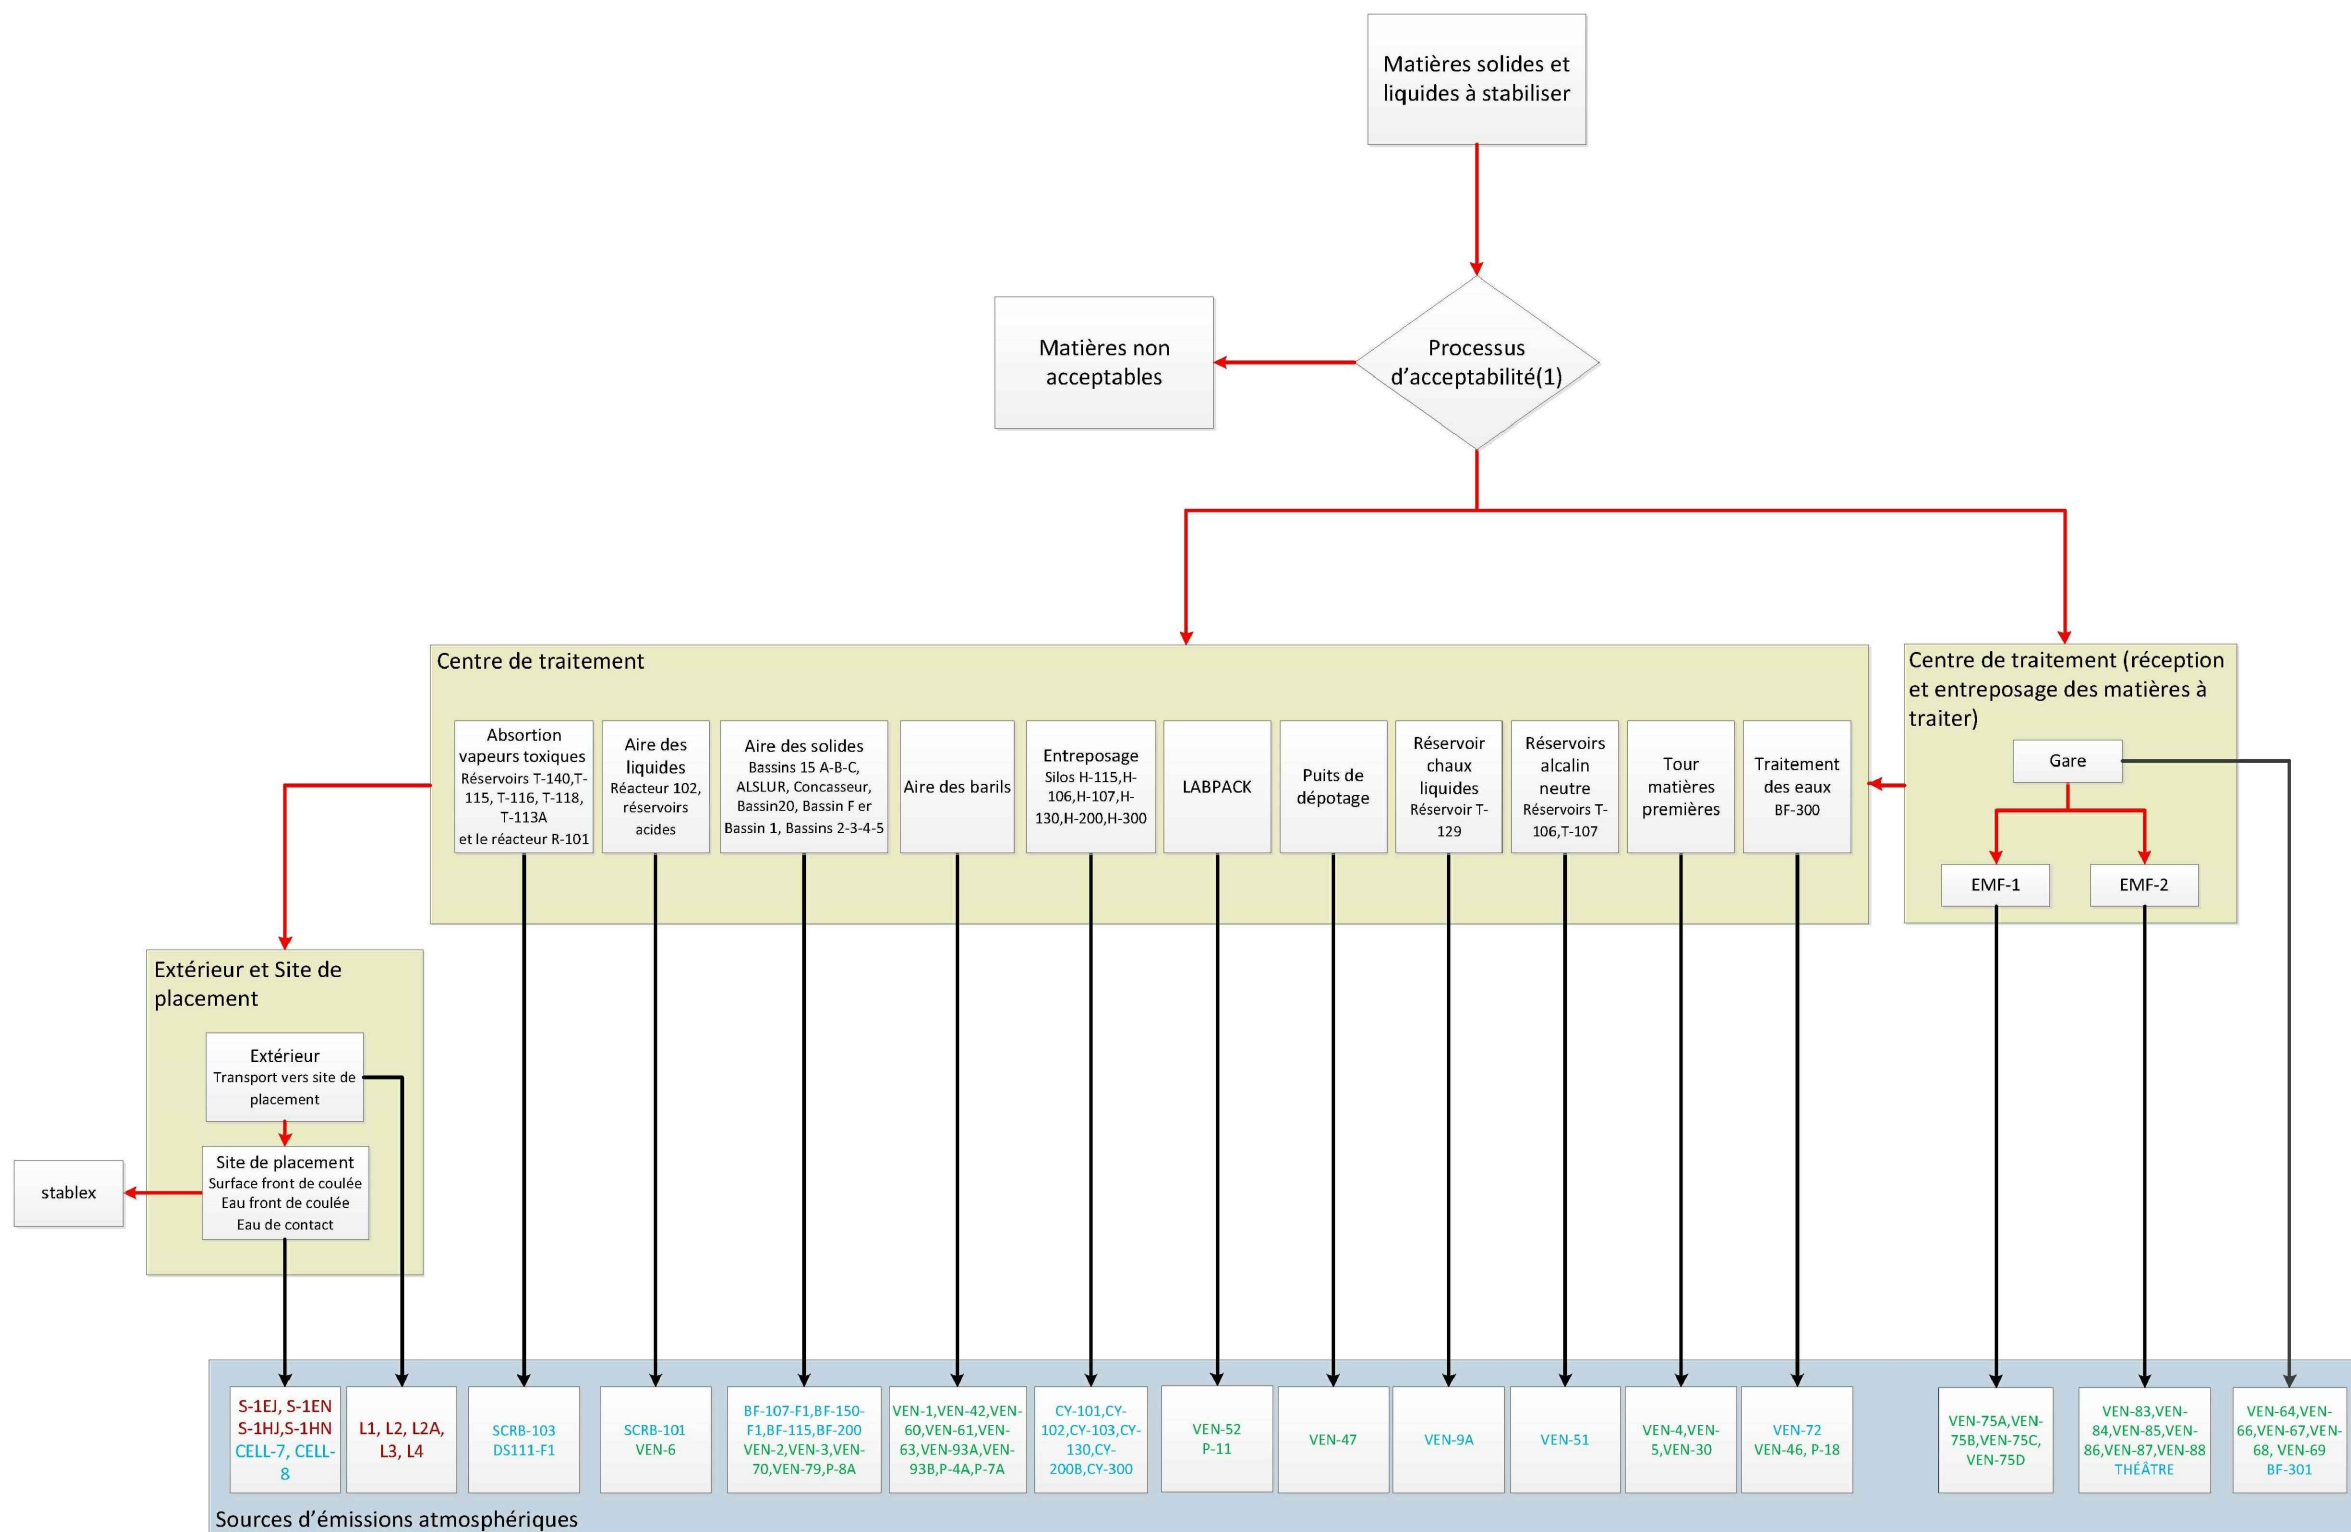 Matières solides et
liquides à stabiliser
Matières non
acceptables
Processus
d’acceptabilité(1)
Centre de traitement
Absortion
vapeurs toxiques
Réservoirs T-140,T-
115, T-116, T-118,
T-113A
et le réacteur R-101
Aire des
liquides
Réacteur 102,
réservoirs
acides
Aire des solides
Bassins 15 A-B-C,
ALSLUR, Concasseur,
Bassin20, Bassin F er
Bassin 1, Bassins 2-3-4-5
Aire des barils
Entreposage
Silos H-115,H-
106,H-107,H-
130,H-200,H-300
LABPACK
Puits de
dépotage
Réservoir
chaux
liquides
Réservoir T-
129
Réservoirs
alcalin
neutre
Réservoirs T-
106,T-107
Tour
matières
premières
Traitement
des eaux
BF-300
Centre de traitement (réception
et entreposage des matières à
traiter)
Gare
EMF-1
EMF-2
Extérieur et Site de
placement
Extérieur
Transport vers site de
placement
Site de placement
Surface front de coulée
Eau front de coulée
Eau de contact
stablex
S-1EJ, S-1EN
S-1HJ,S-1HN
CELL-7, CELL-
8
L1, L2, L2A,
L3, L4
SCRB-103
DS111-F1
SCRB-101
VEN-6
BF-107-F1,BF-150-
F1,BF-115,BF-200
VEN-2,VEN-3,VEN-
70,VEN-79,P-8A
VEN-1,VEN-42,VEN-
60,VEN-61,VEN-
63,VEN-93A,VEN-
93B,P-4A,P-7A
CY-101,CY-
102,CY-103,CY-
130,CY-
200B,CY-300
VEN-52
P-11
VEN-47
VEN-9A
VEN-51
VEN-4,VEN-
5,VEN-30
VEN-72
VEN-46, P-18
VEN-75A,VEN-
75B,VEN-75C,
VEN-75D
VEN-83,VEN-
84,VEN-85,VEN-
86,VEN-87,VEN-88
THÉÂTRE
VEN-64,VEN-
66,VEN-67,VEN-
68, VEN-69
BF-301
Sources d’émissions atmosphériques